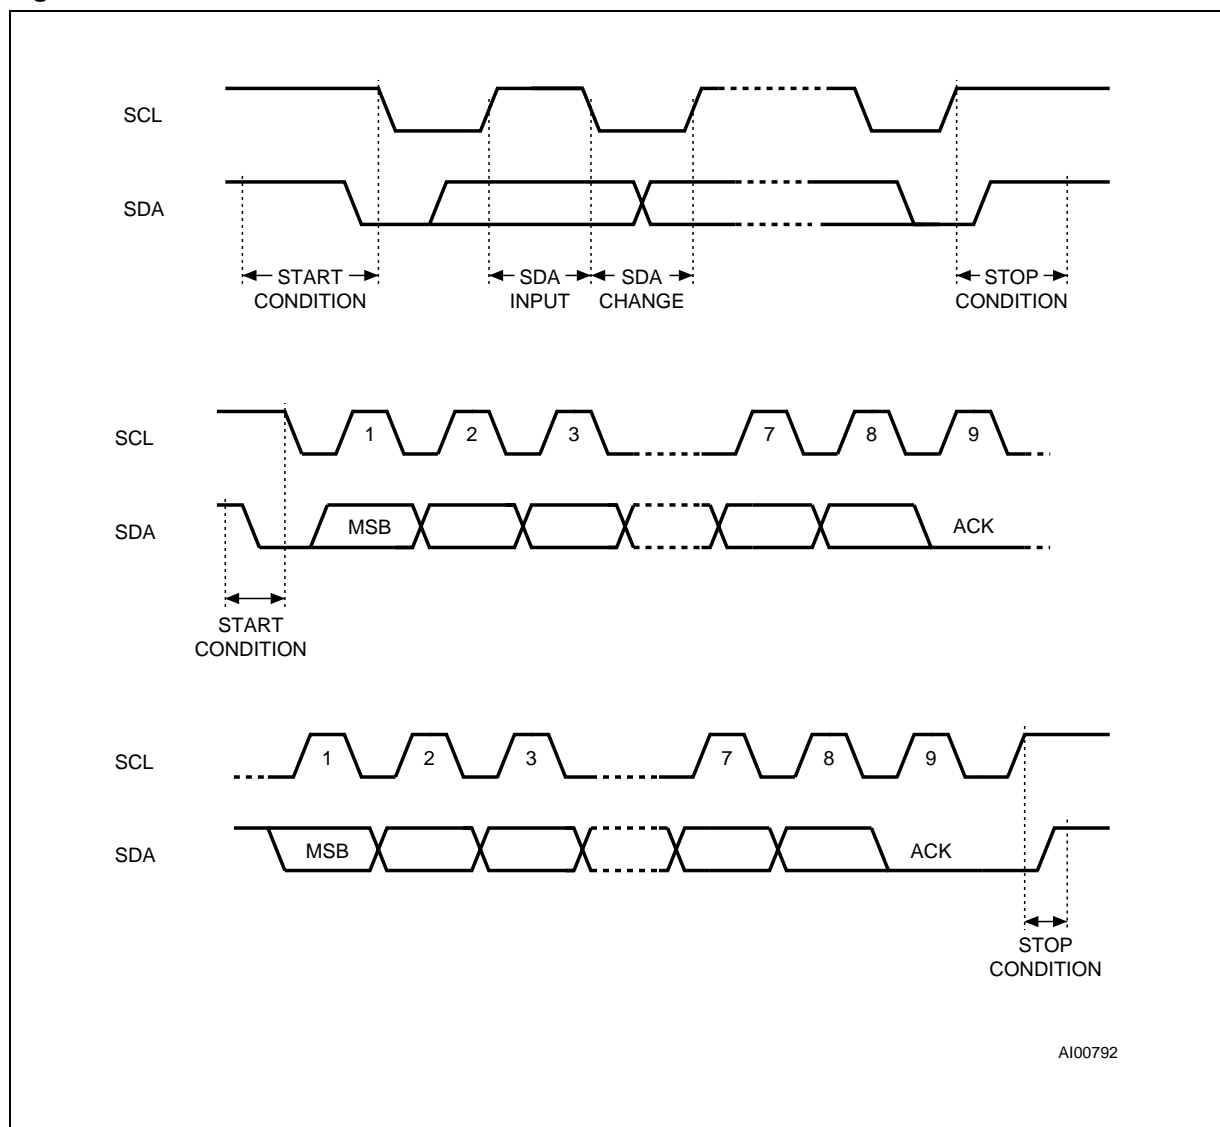 SCL
SDA
START
CONDITION
SDA
INPUT
SDA
CHANGE
STOP
CONDITION
SCL
1 2 3 7 8 9
SDA
MSB ACK
START
CONDITION
SCL
1 2 3 7 8 9
SDA
MSB ACK
STOP
CONDITION
AI00792